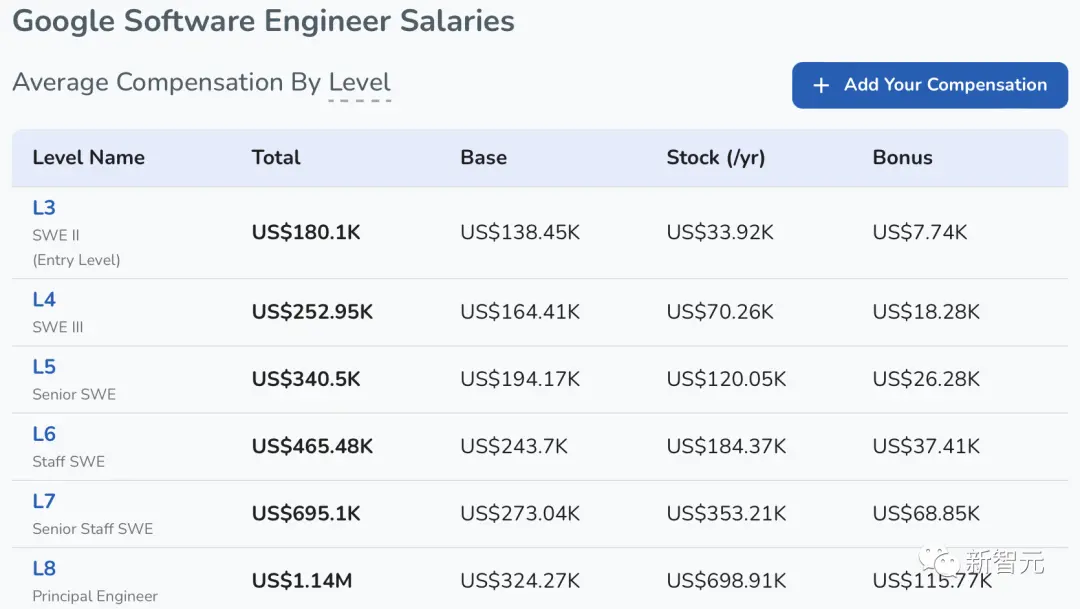 Google Software Engineer Salaries
Average Compensation By Level
+ Add Your Compensation
Level Name Total Base Stock (/yr) Bonus
L3
SWE II
(Entry Level)
US$180.1K US$138.45K US$33.92K US$7.74K
L4
SWE III
US$252.95K US$164.41K US$70.26K US$18.28K
L5
Senior SWE
US$340.5K US$194.17K US$120.05K US$26.28K
L6
Staff SWE
US$465.48K US$243.7K US$184.37K US$37.41K
L7
Senior Staff SWE
US$695.1K US$273.04K US$353.21K US$68.85K
L8
Principal Engineer
US$1.14M US$324.27K US$698.91K US$115.77K
新智元